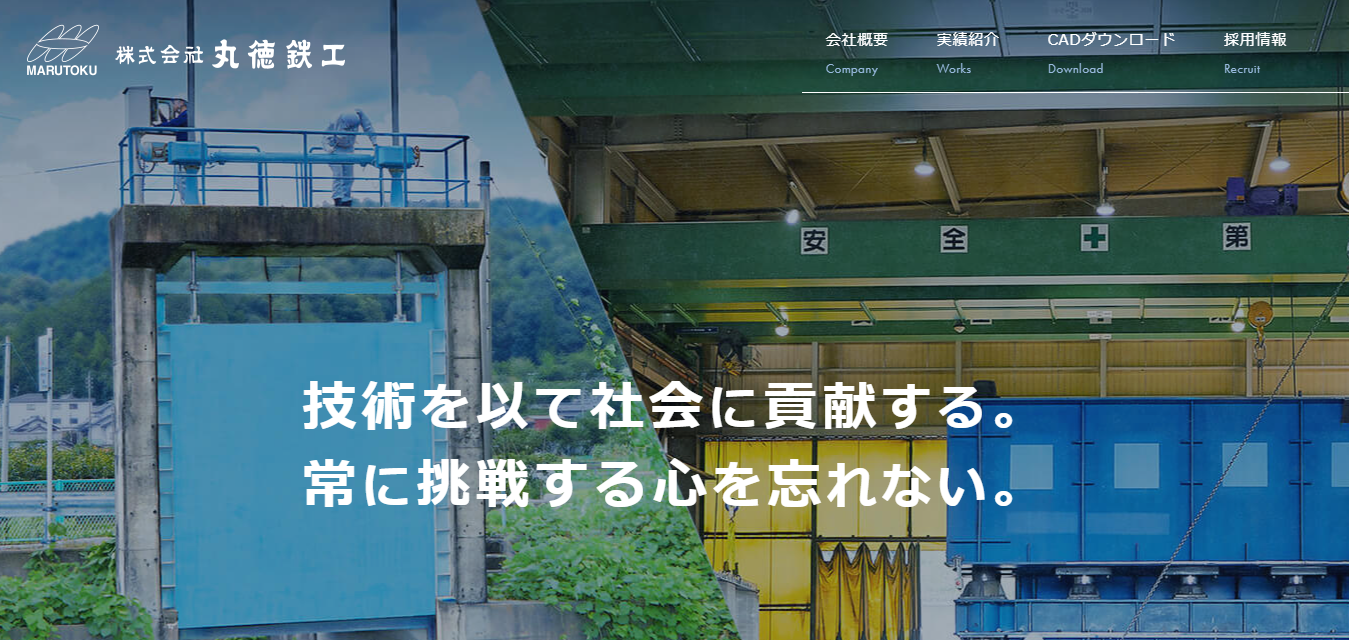 MARUTOKU
株式会社 丸徳鉄工
会社概要
Company
実績紹介
Works
CADダウンロード
Download
採用情報
Recruit
安全✚第
技術を以て社会に貢献する。
常に挑戦する心を忘れない。